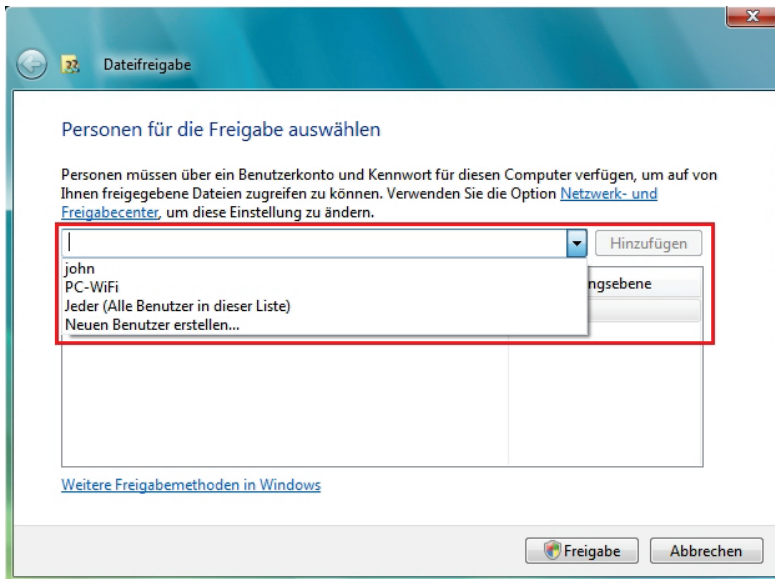 Dateifreigabe
Personen für die Freigabe auswählen
Personen müssen über ein Benutzerkonto und Kennwort für diesen Computer verfügen, um auf von
Ihnen freigegebene Dateien zugreifen zu können. Verwenden Sie die Option Netzwerk- und
Freigabecenter, um diese Einstellung zu ändern.
Hinzufügen
john
PC-WiFi
Jeder (Alle Benutzer in dieser Liste)
Neuen Benutzer erstellen...
ngsebene
Weitere Freigabemethoden in Windows
Freigabe Abbrechen